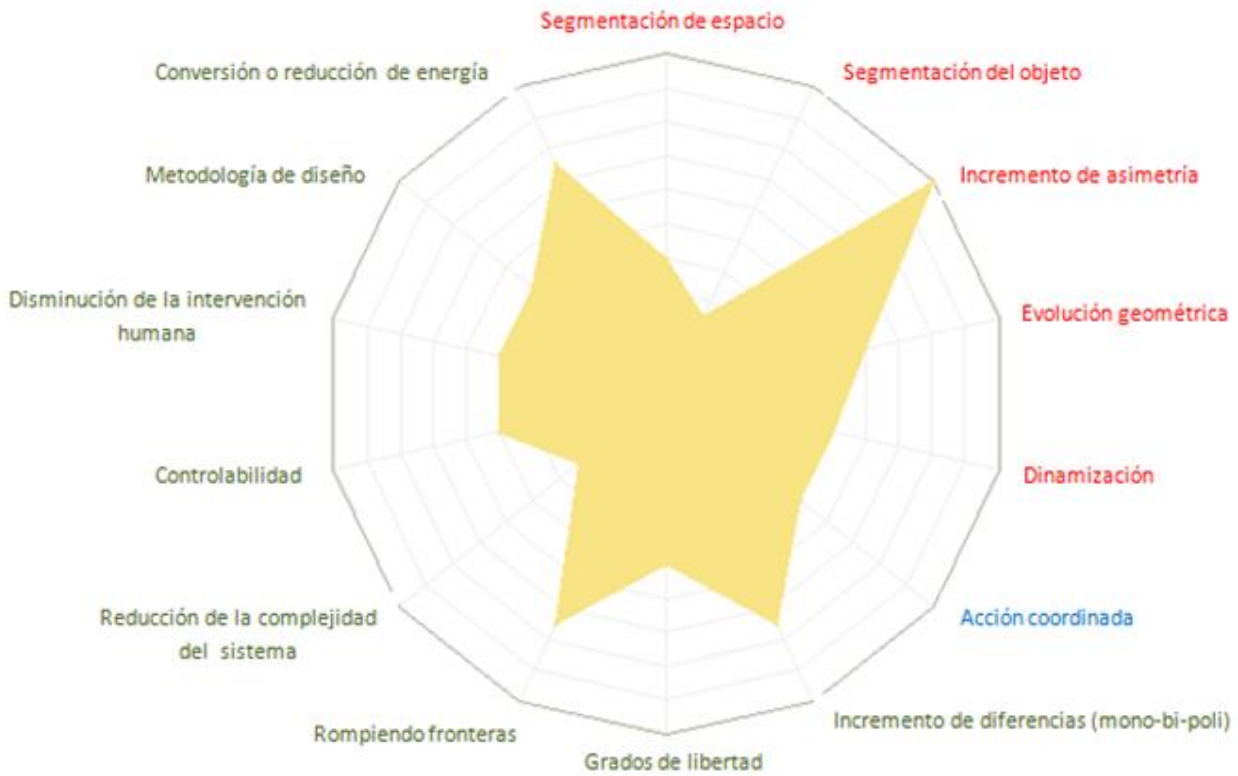 Segmentación de espacio
Conversión o reducción de energía
Segmentación del objeto
Metodología de diseño
Incremento de asimetría
Disminución de la intervención
humana
Evolución geométrica
Controlabilidad
Dinamización
Reducción de la complejidad
del sistema
Acción coordinada
Rompiendo fronteras
Incremento de diferencias (mono-bi-poli)
Grados de libertad